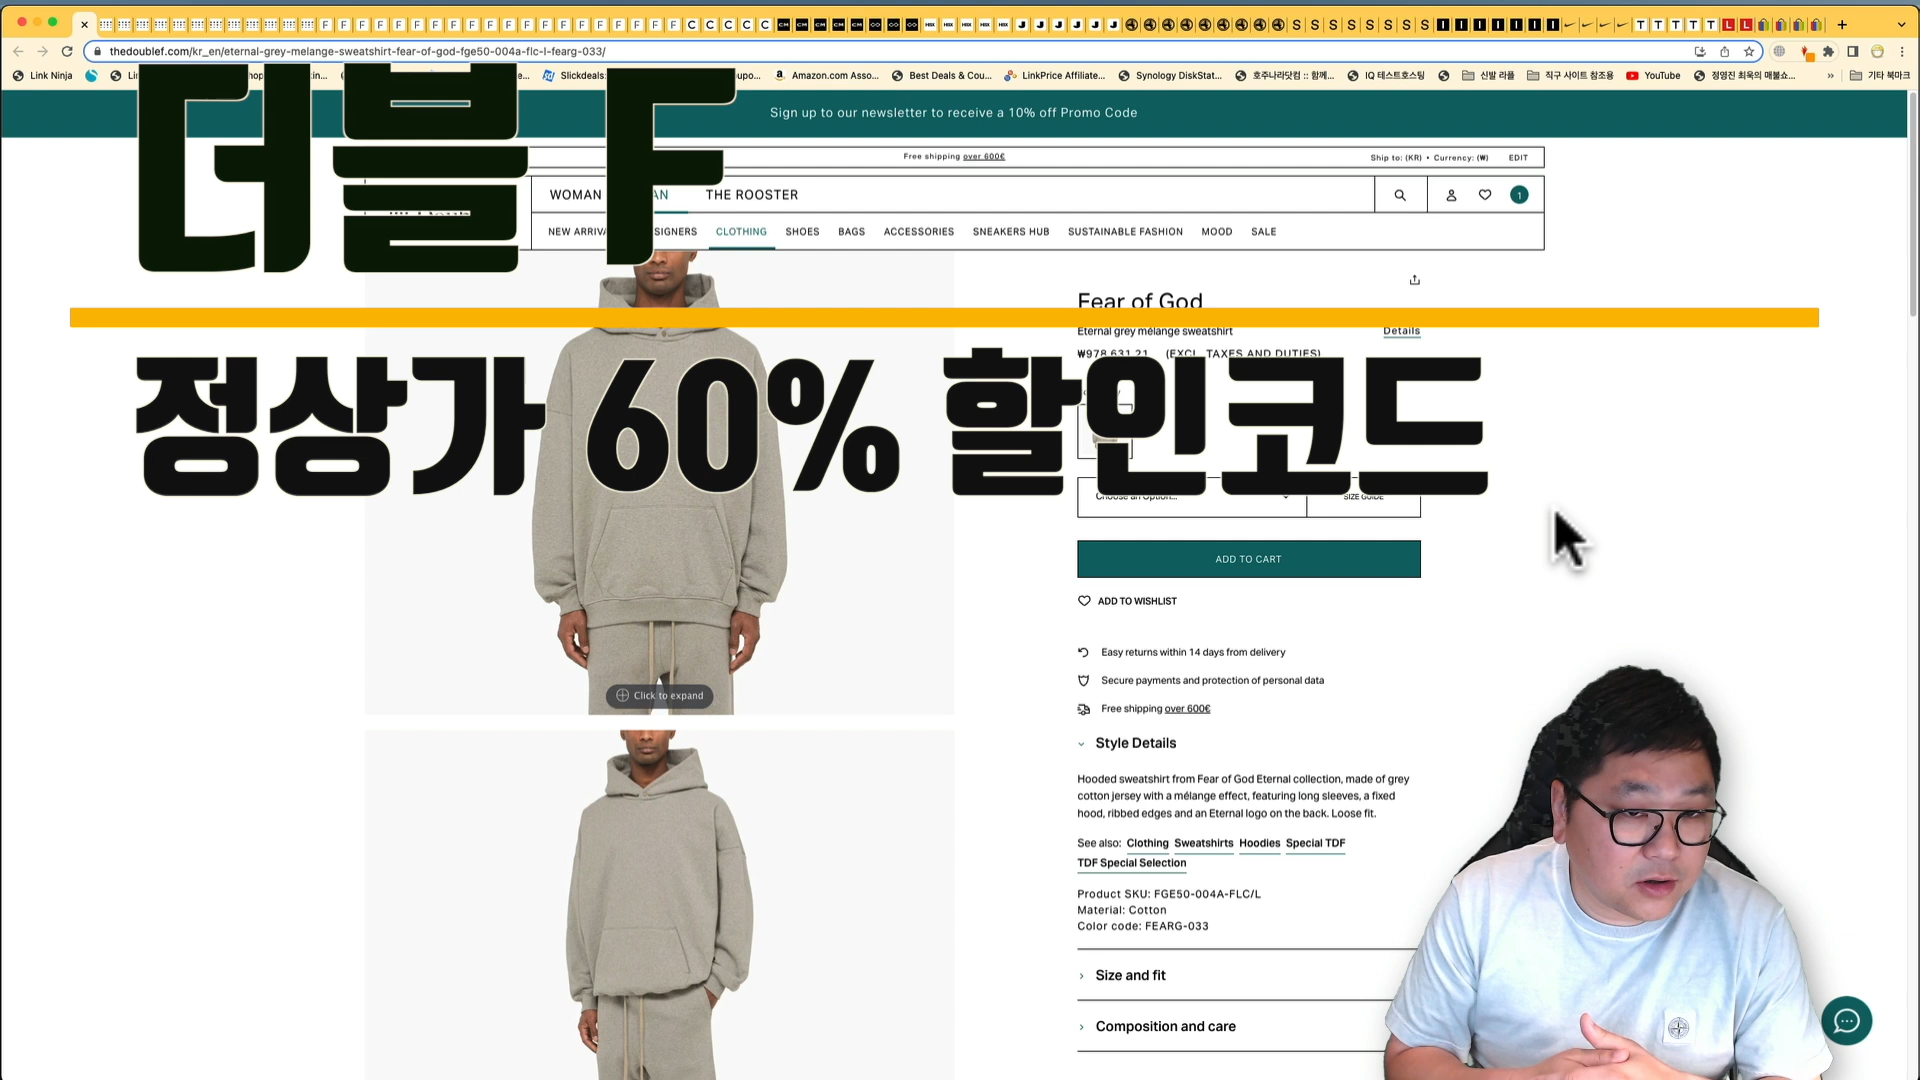 thedoublef.com/kr_en/eternal-grey-melange-sweatshirt-fear-of-god-fge50-004a-flc-l-fearg-033/
Link Ninja
Slickdeals:
Amazon.com Asso...
Best Deals & Cou...
LinkPrice Affiliate...
Synology DiskStat...
호주나라닷컴 :: 함께...
IQ 테스트호스팅
신발 라플
직구 사이트 참조용
YouTube
정영진 최욱의 매불쇼...
기타 북마크
Sign up to our newsletter to receive a 10% off Promo Code
더블 F
Free shipping over 600€
Ship to: (KR) • Currency: (₩)
EDIT
WOMAN
THE ROOSTER
1
CLOTHING
SHOES
BAGS
ACCESSORIES
SNEAKERS HUB
SUSTAINABLE FASHION
MOOD
SALE
Fear of God
Eternal grey mélange sweatshirt
Details
₩978,631.21 (EXCL. TAXES AND DUTIES)
정상가 60% 할인코드
Choose an Option...
SIZE GUIDE
ADD TO CART
ADD TO WISHLIST
Easy returns within 14 days from delivery
Secure payments and protection of personal data
Free shipping over 600€
Click to expand
Style Details
Hooded sweatshirt from Fear of God Eternal collection, made of grey
cotton jersey with a mélange effect, featuring long sleeves, a fixed
hood, ribbed edges and an Eternal logo on the back. Loose fit.
See also: Clothing Sweatshirts Hoodies Special TDF
TDF Special Selection
Product SKU: FGE50-004A-FLC/L
Material: Cotton
Color code: FEARG-033
Size and fit
Composition and care